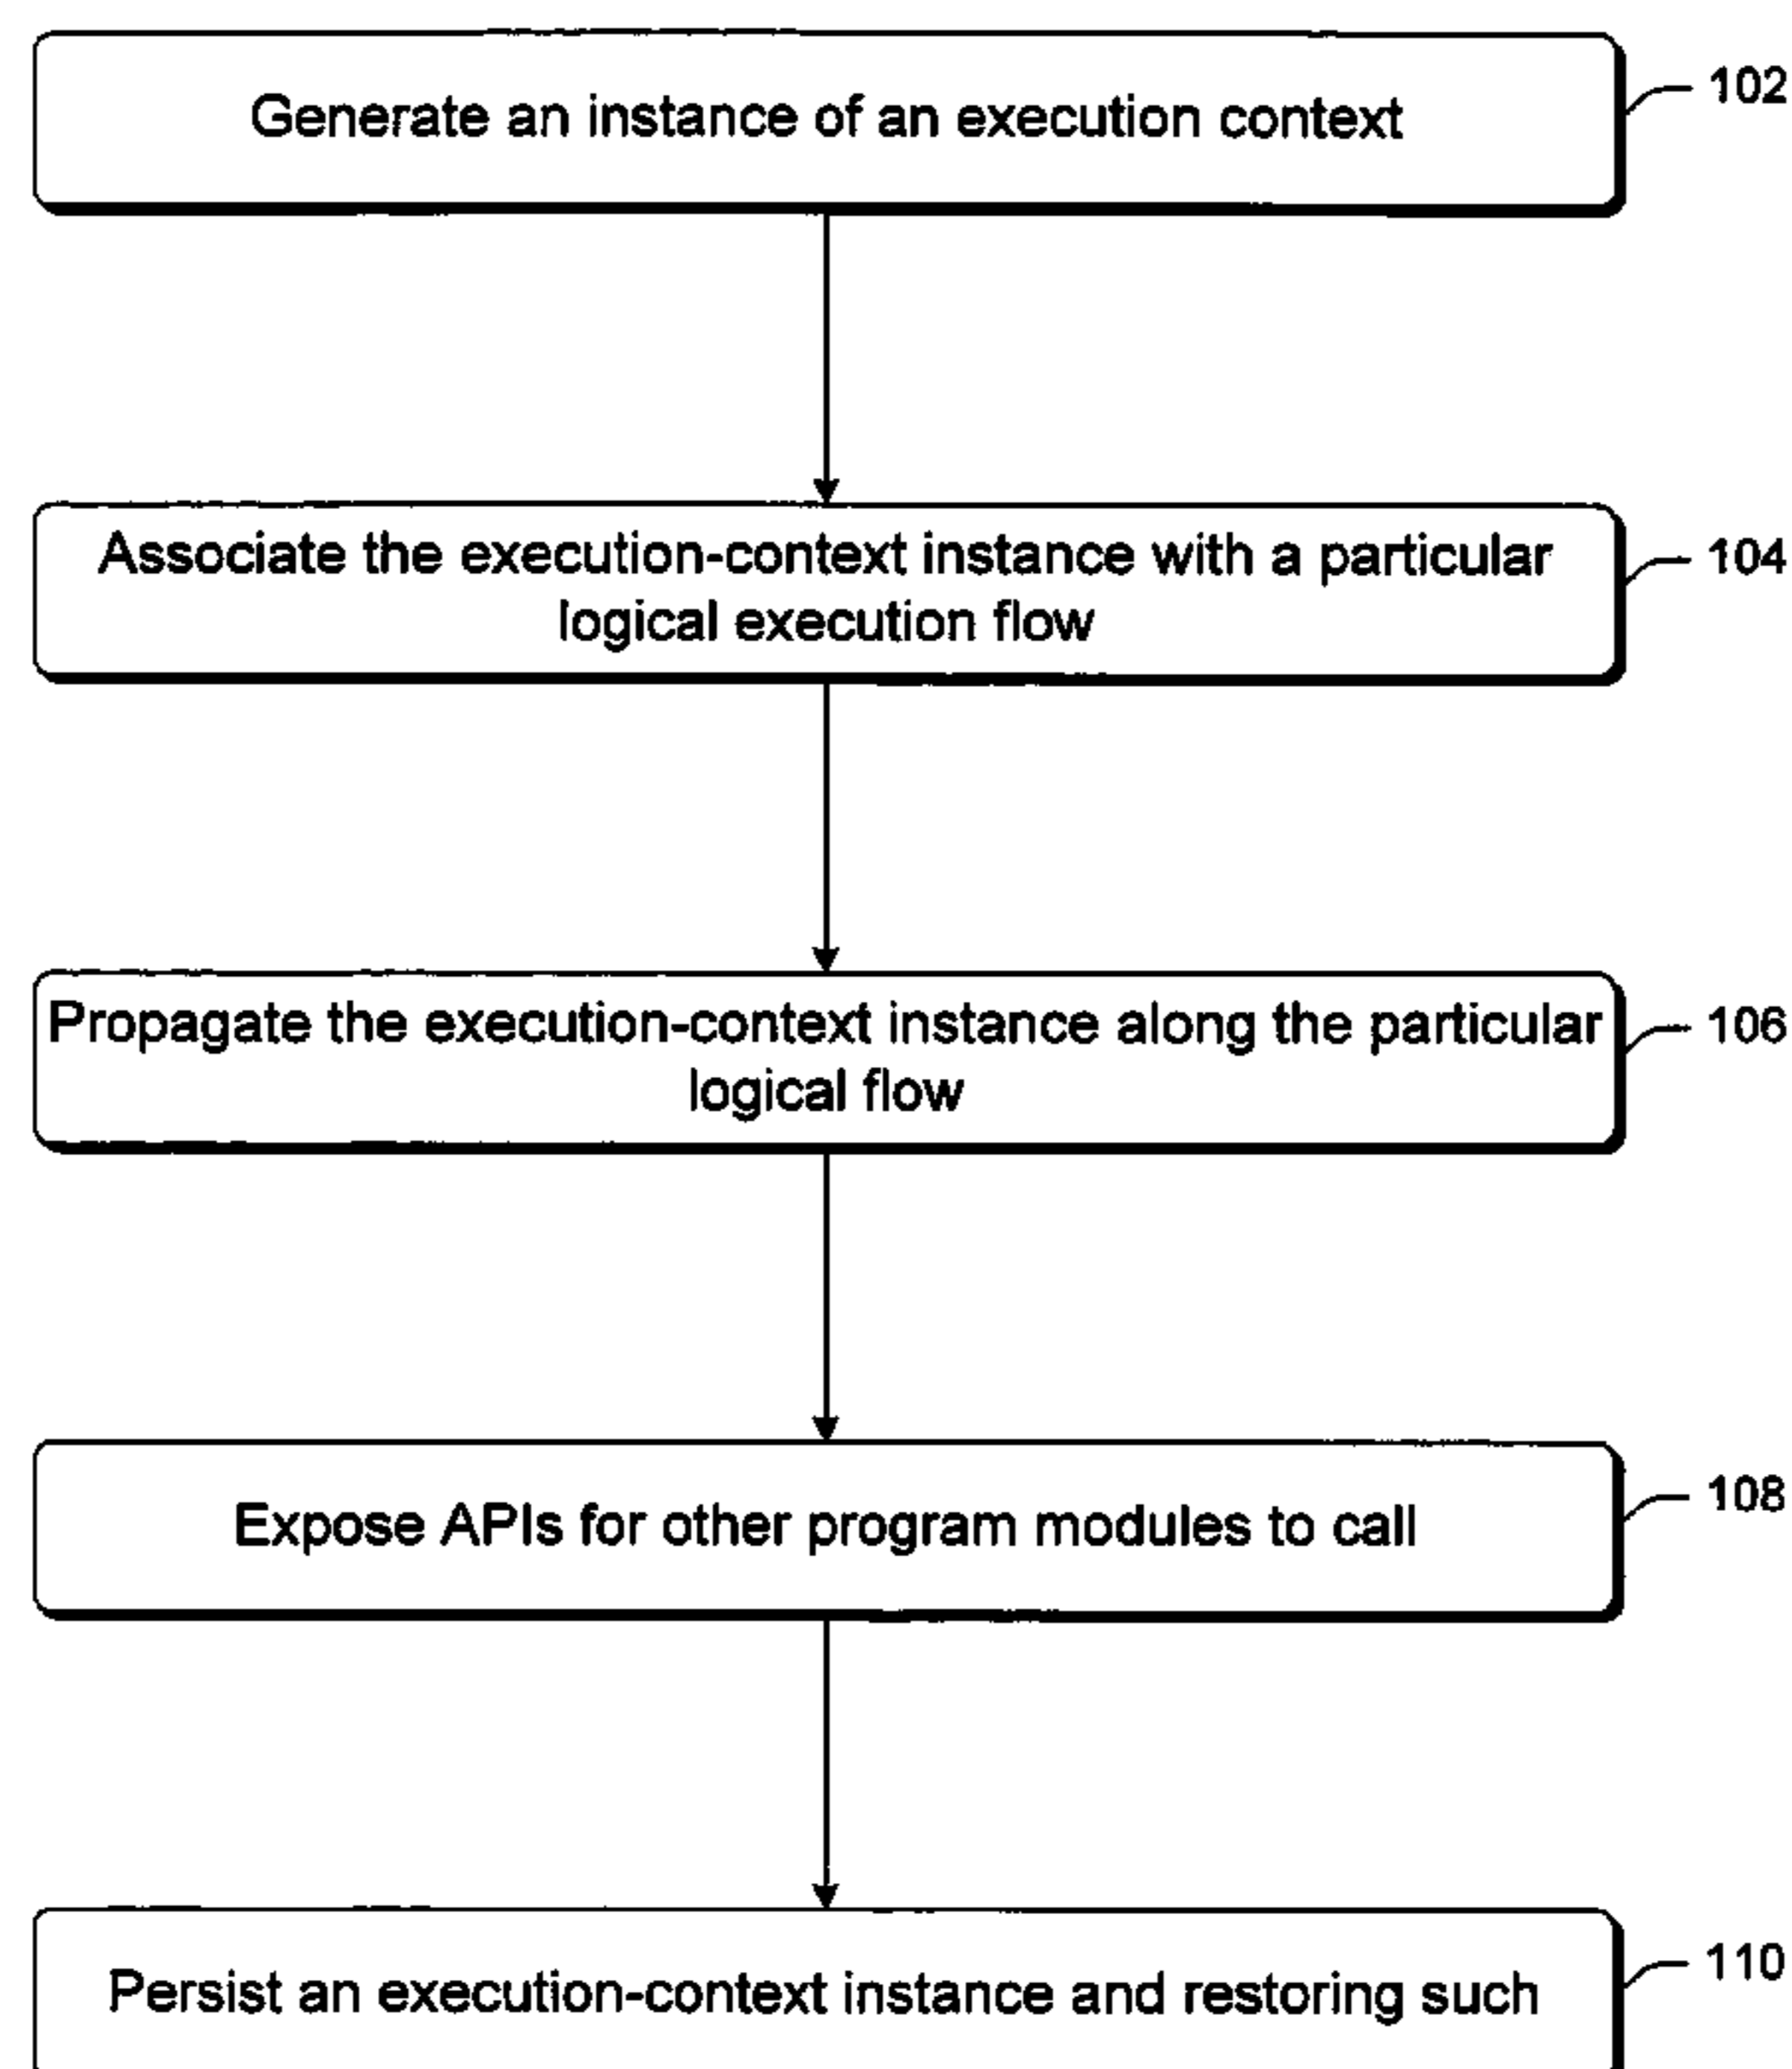 Generate an instance of an execution context
102
Associate the execution-context instance with a particular
logical execution flow
104
Propagate the execution-context instance along the particular
logical flow
106
Expose APIs for other program modules to call
108
Persist an execution-context instance and restoring such
110